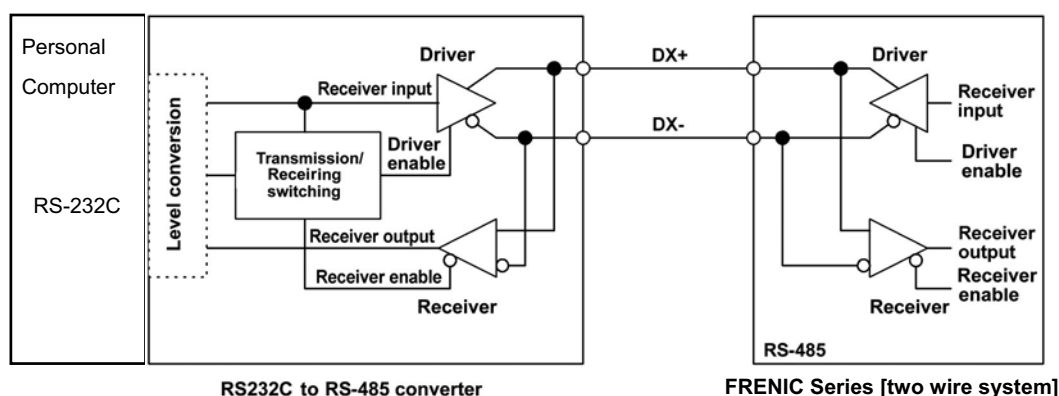 Personal
Computer
RS-232C
Level conversion
Driver
Receiver input
Driver
enable
Transmission/
Receiring
switching
Receiver output
Receiver enable
Receiver
DX+
DX-
Driver
Receiver
input
Driver
enable
Receiver
output
Receiver
enable
Receiver
RS-485
RS232C to RS-485 converter
FRENIC Series [two wire system]